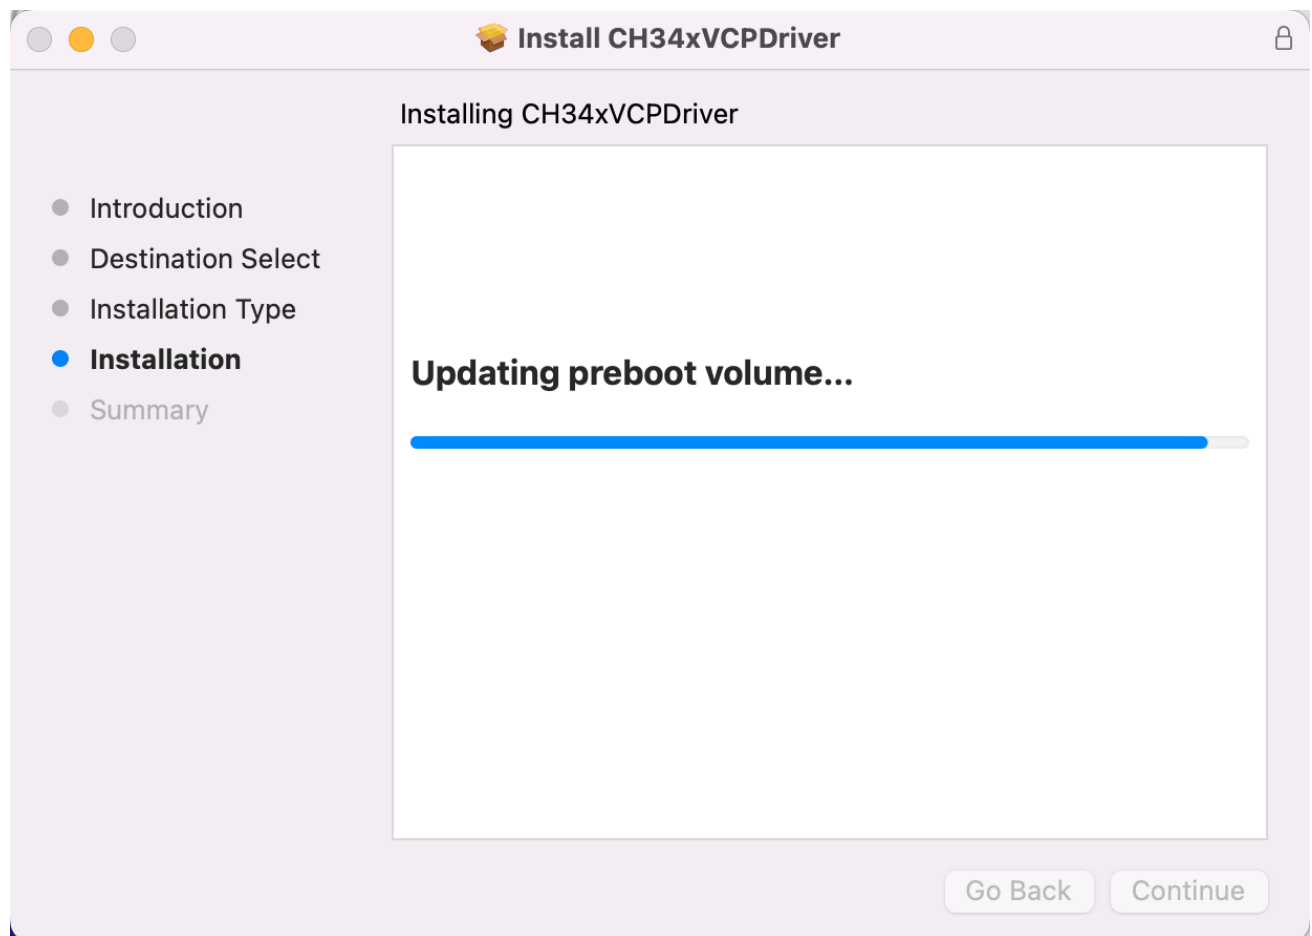 Install CH34xVCPDriver
Installing CH34xVCPDriver
Introduction
Destination Select
Installation Type
Installation
Summary
Updating preboot volume...
Go Back
Continue